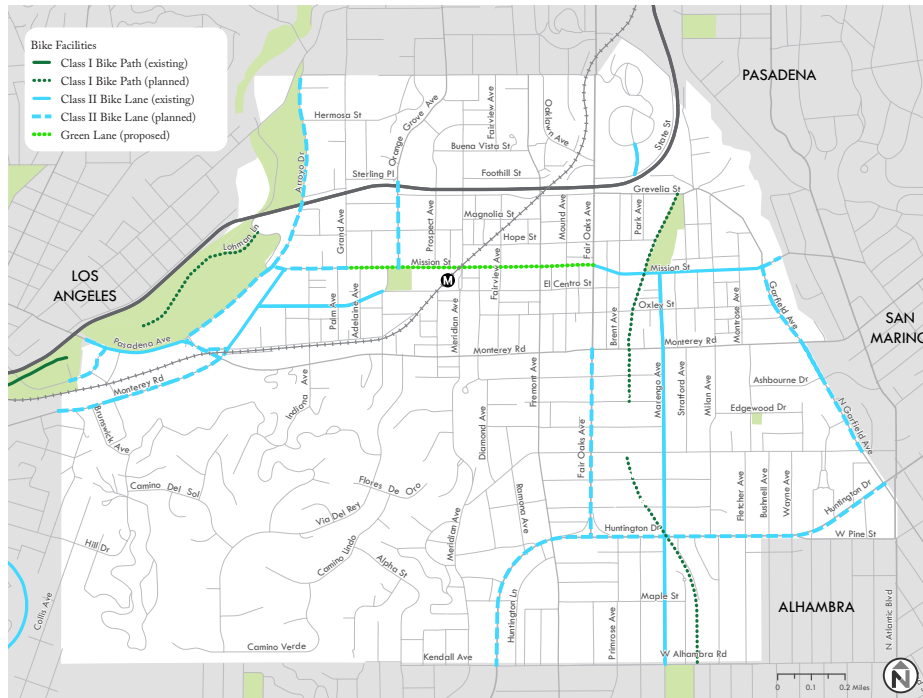 Bike Facilities
Class I Bike Path (existing)
Class I Bike Path (planned)
Class II Bike Lane (existing)
Class II Bike Lane (planned)
Green Lane (proposed)
PASADENA
Hermosa St
Orange Grove Ave
Fairview Ave
Oaklawn Ave
State St
Buena Vista St
Arroyo Dr
Sterling Pl
Foothill St
Grevelia St
Lohman Ln
Grand Ave
Prospect Ave
Magnolia St
Hope St
Mound Ave
Fair Oaks Ave
Park Ave
Mission St
Fairview Ave
Mission St
LOS
ANGELES
M
El Centro St
Garfield Ave
Palm Ave
Adelaine Ave
Meridian Ave
Brent Ave
Oxley St
Montrose Ave
SAN
MARINO
Pasadena Ave
Monterey Rd
Monterey Rd
Monterey Rd
Indiana Ave
Fremont Ave
Marengo Ave
Stratford Ave
Milan Ave
Ashbourne Dr
Edgewood Dr
Brunswick Ave
Diamond Ave
Fair Oaks Ave
N Garfield Ave
Camino Del Sol
Flores De Oro
Ramona Ave
Fletcher Ave
Bushnell Ave
Wayne Ave
Huntington Dr
Via Del Rey
Meridian Ave
Huntington Dr
W Pine St
Hill Dr
Camino Lindo
Alpha St
Collis Ave
Huntington Ln
Maple St
Primrose Ave
ALHAMBRA
N Atlantic Blvd
Camino Verde
Kendall Ave
W Alhambra Rd
0 0.1 0.2 Miles
N